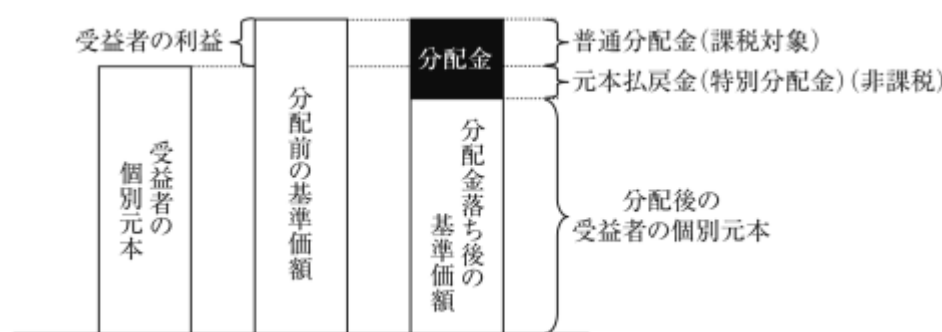 受益者の利益
分配金
普通分配金(課税対象)
元本払戻金(特別分配金)(非課税)
受益者の
個別元本
分配前の基準価額
分配金落ち後の
基準価額
分配後の
受益者の個別元本